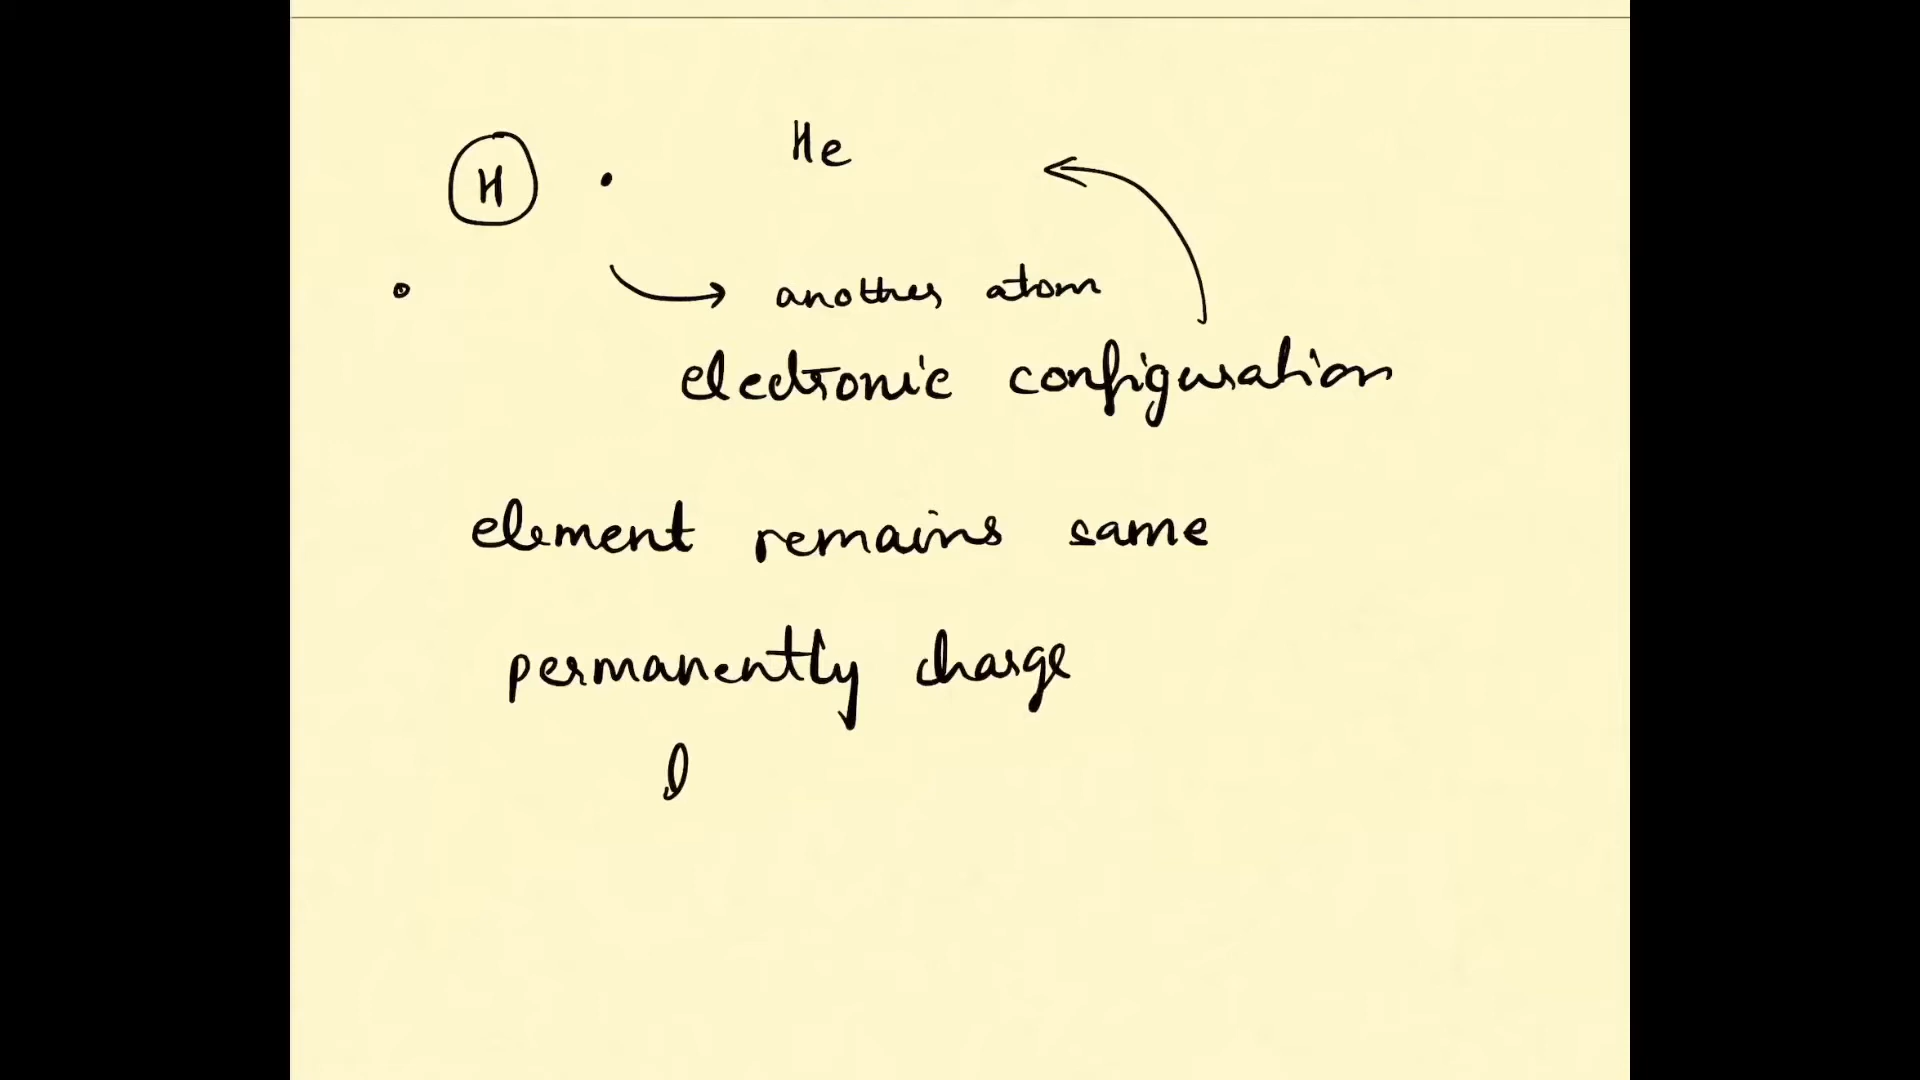 He
H
another atom
electronic configuration
element remains same
permanently charge